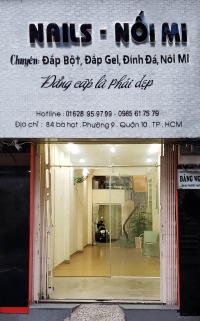 NAILS - NỐI MI
Chuyên: Đắp Bột, Đắp Gel, Đính Đá, Nối MI
Đẳng cấp là phải đẹp
Hotline : 01628 95 97 99 - 0985 61 75 79
Địa chỉ : 84 bà hạt , Phường 9 . Quận 10 . TP . HCM